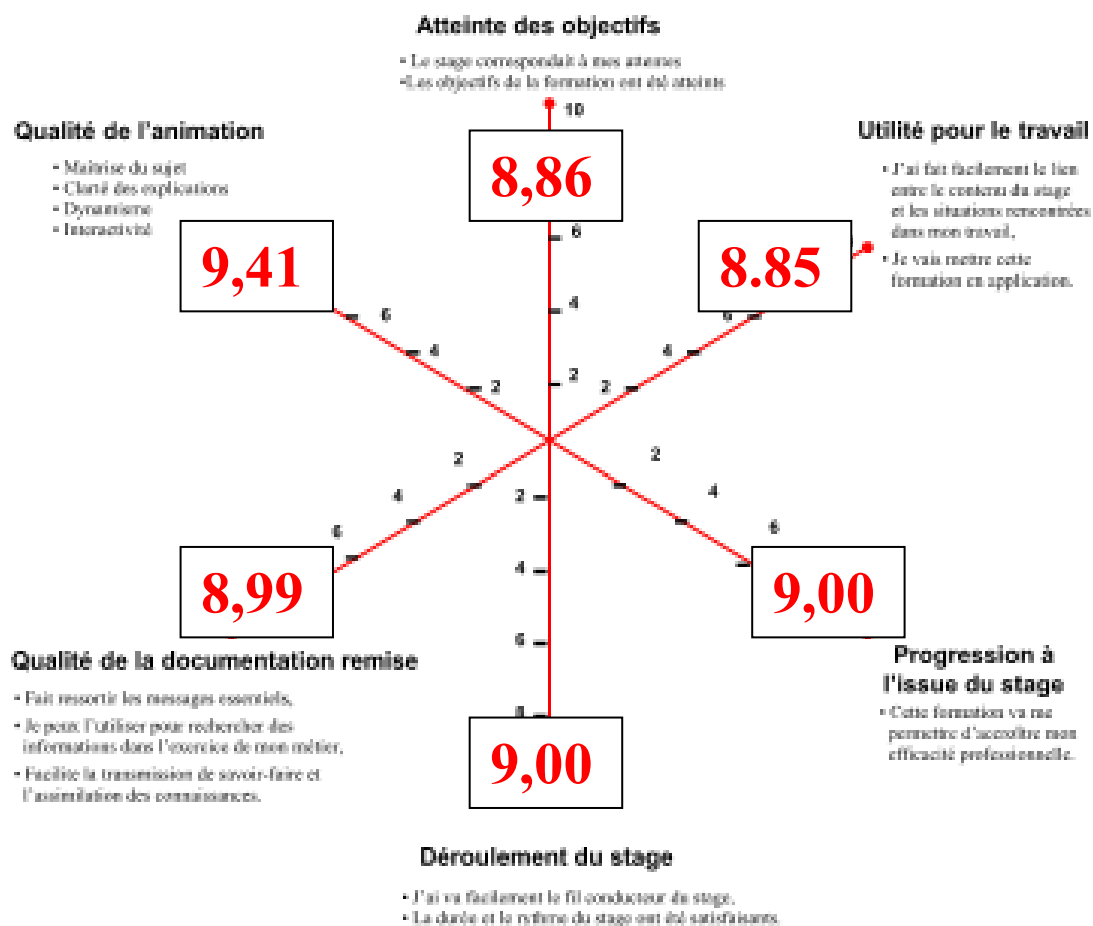 Atteinte des objectifs
• Le stage correspondait à mes attentes
•Les objectifs de la formation ont été atteints
10
8,86
6
4
2
Qualité de l'animation
• Maîtrise du sujet
• Clarté des explications
• Dynamisme
• Interactivité
9,41
6
4
2
Utilité pour le travail
• J'ai fait facilement le lien
entre le contenu du stage
et les situations rencontrées
dans mon travail.
• Je vais mettre cette
formation en application.
8.85
6
4
2
2
4
6
8,99
Qualité de la documentation remise
• Fait ressortir les messages essentiels.
• Je peux l'utiliser pour rechercher des
informations dans l'exercice de mon métier.
• Facilite la transmission de savoir-faire et
l'assimilation des connaissances.
2
4
6
8
9,00
Déroulement du stage
• J'ai vu facilement le fil conducteur du stage.
• La durée et le rythme du stage ont été satisfaisants.
2
4
6
9,00
Progression à
l'issue du stage
• Cette formation va me
permettre d'accroître mon
efficacité professionnelle.